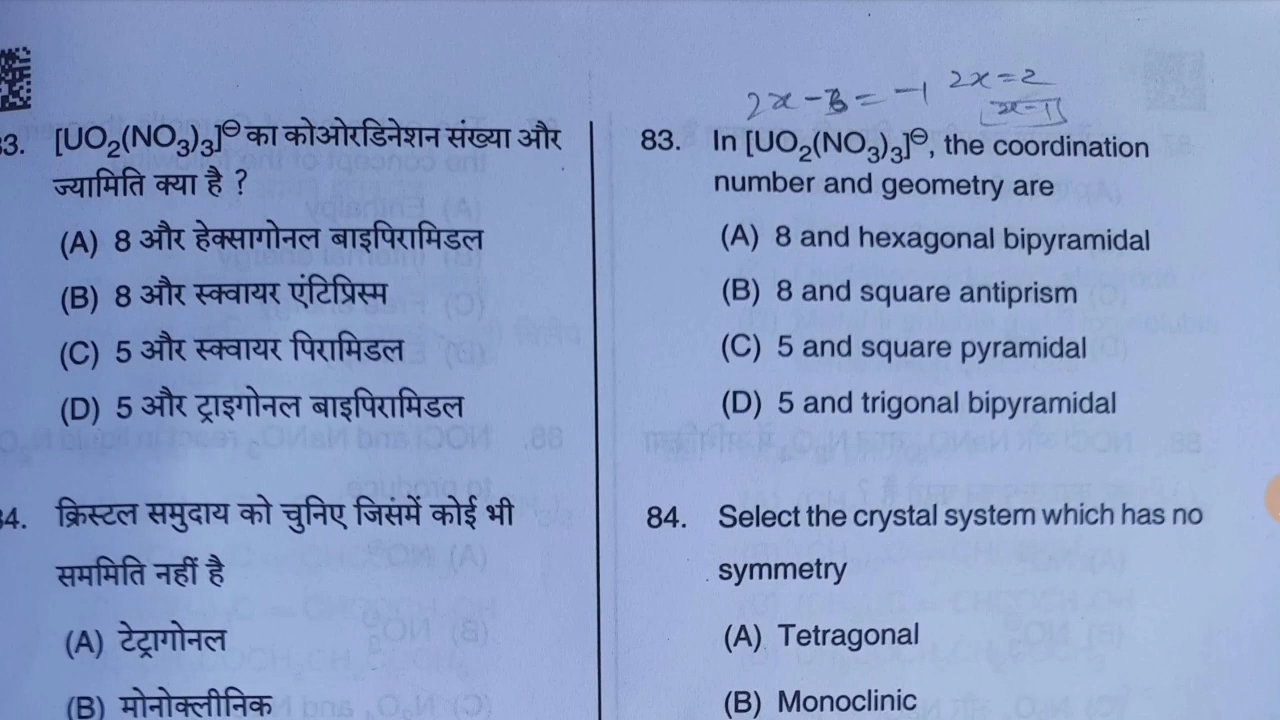 2x-3=-1 2x=2
x-1
3. [UO₂(NO₃)₃]⊖ का कोओरडिनेशन संख्या और
ज्यामिति क्या है ?
(A) 8 और हेक्सागोनल बाइपिरामिडल
(B) 8 और स्क्वायर एंटिप्रिस्म
(C) 5 और स्क्वायर पिरामिडल
(D) 5 और ट्राइगोनल बाइपिरामिडल
34. क्रिस्टल समुदाय को चुनिए जिसमें कोई भी
सममिति नहीं है
(A) टेट्रागोनल
(B) मोनोक्लीनिक
83. In [UO₂(NO₃)₃]⊖, the coordination
number and geometry are
(A) 8 and hexagonal bipyramidal
(B) 8 and square antiprism
(C) 5 and square pyramidal
(D) 5 and trigonal bipyramidal
84. Select the crystal system which has no
symmetry
(A) Tetragonal
(B) Monoclinic